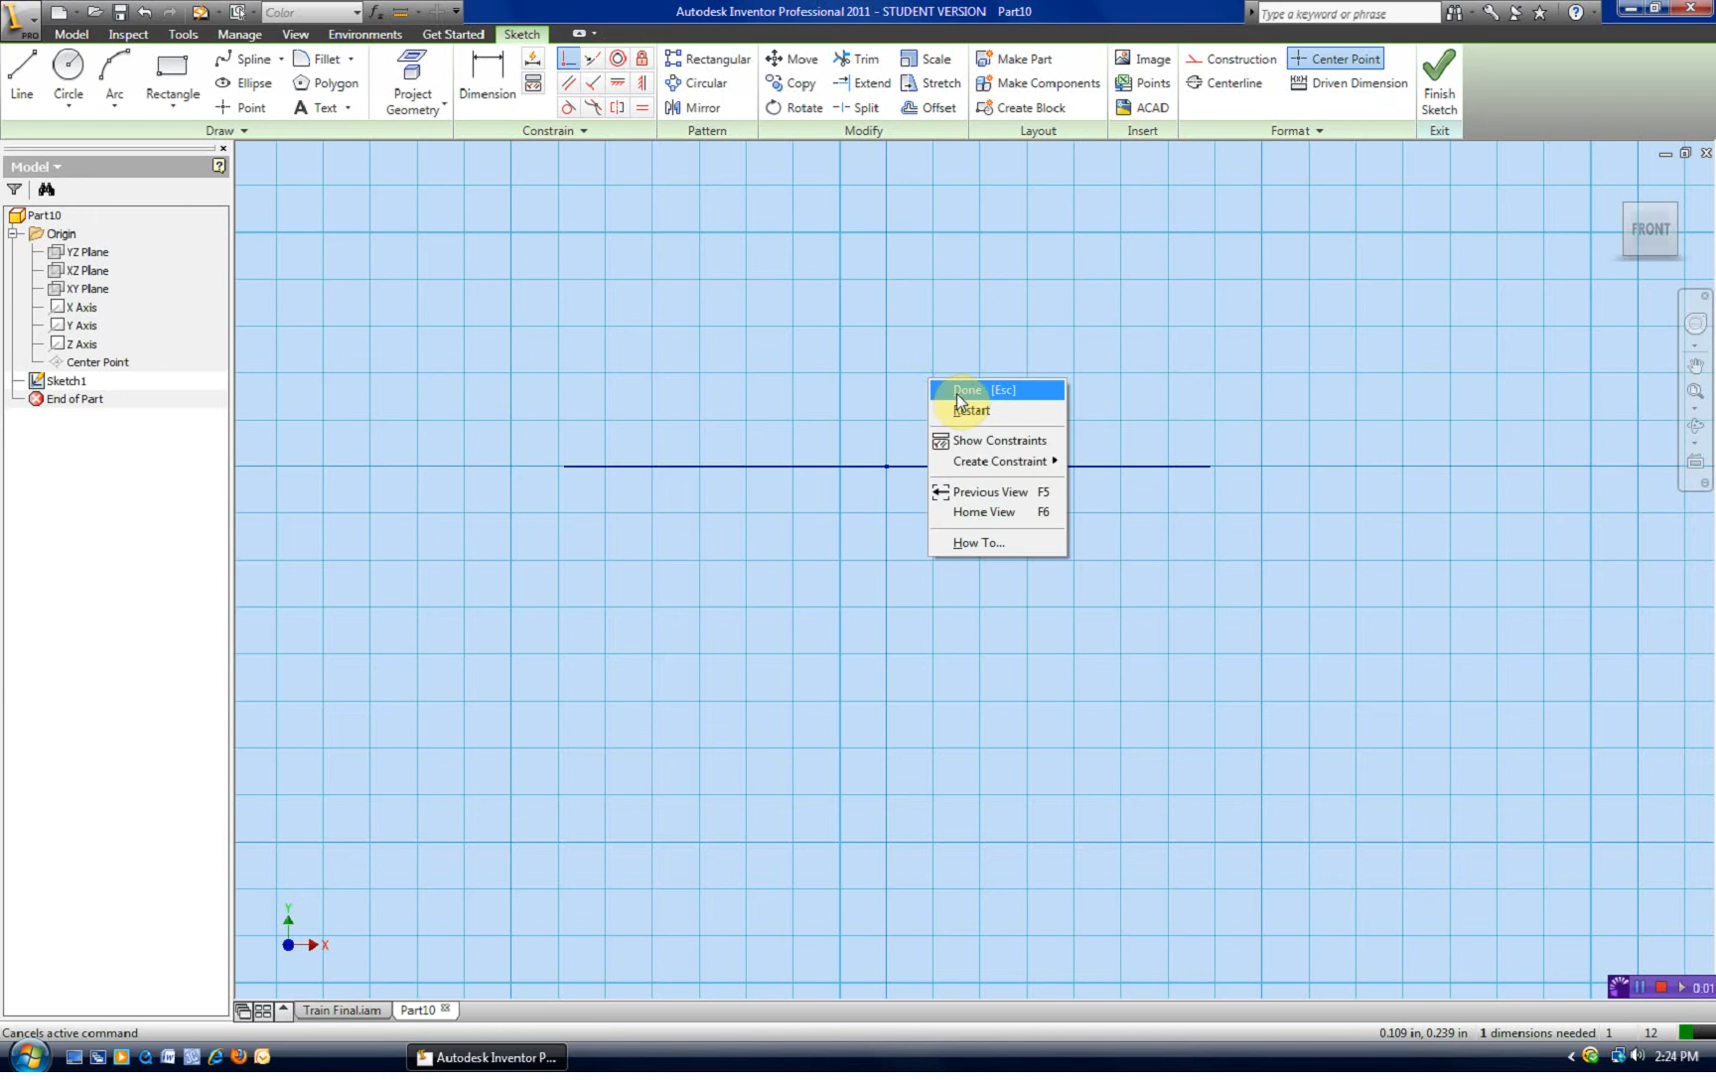 Color
Autodesk Inventor Professional 2011 - STUDENT VERSION Part10
Type a keyword or phrase
PRO
Model Inspect Tools Manage View Environments Get Started Sketch
Line Circle Arc Rectangle
Spline Fillet
Ellipse Polygon
Point Text
Project Geometry
Dimension
Rectangular
Circular
Mirror
Move Trim Scale
Copy Extend Stretch
Rotate Split Offset
Make Part
Make Components
Create Block
Image
Points
ACAD
Construction Center Point
Centerline Driven Dimension
Finish Sketch
Draw Constrain Pattern Modify Layout Insert Format Exit
Model
Part10
Origin
YZ Plane
XZ Plane
XY Plane
X Axis
Y Axis
Z Axis
Center Point
Sketch1
End of Part
FRONT
Done [Esc]
Restart
Show Constraints
Create Constraint
Previous View F5
Home View F6
How To...
Y
X
0:01
Train Final.iam Part10
Cancels active command
0.109 in, 0.239 in 1 dimensions needed 1 12
Autodesk Inventor P...
2:24 PM